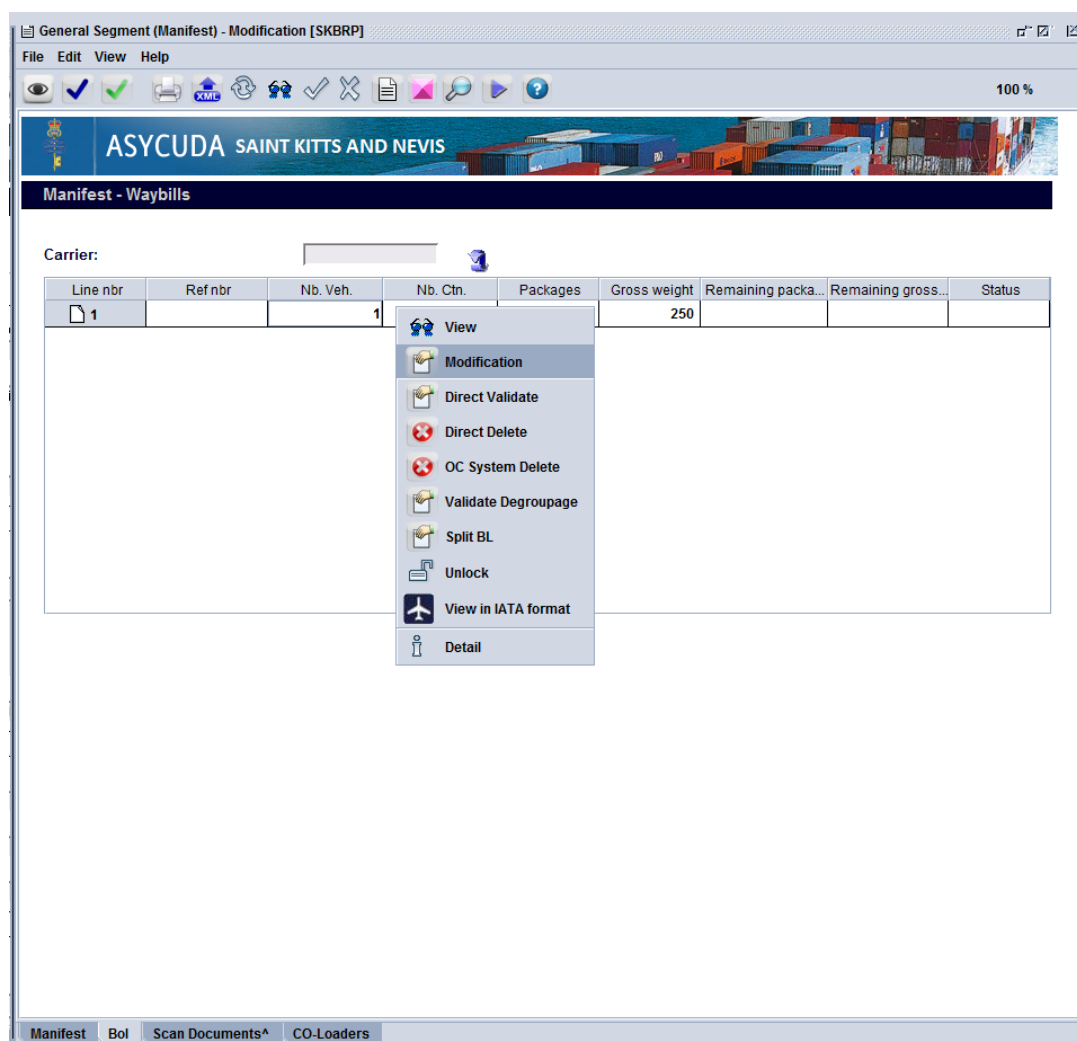 General Segment (Manifest) - Modification [SKBRP]
File Edit View Help
XML
100 %
ASYCUDA SAINT KITTS AND NEVIS
Manifest - Waybills
Carrier:
Line nbr Ref nbr Nb. Veh. Nb. Ctn. Packages Gross weight Remaining packa... Remaining gross... Status
1 1 250
View
Modification
Direct Validate
Direct Delete
OC System Delete
Validate Degroupage
Split BL
Unlock
View in IATA format
Detail
Manifest Bol Scan Documents^ CO-Loaders